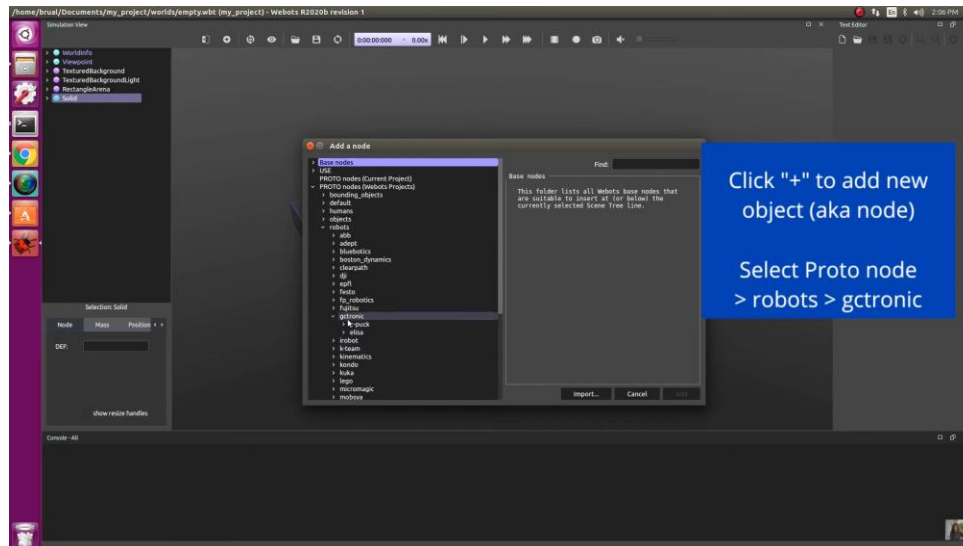 /home/brual/Documents/my_project/worlds/empty.wbt (my_project) - Webots R2020b revision 1
En
2:06 PM
Simulation View
Text Editor
0:00:00:000 - 0.00x
WorldInfo
Viewpoint
TexturedBackground
TexturedBackgroundLight
RectangleArena
Solid
Add a node
Base nodes
USE
PROTO nodes (Current Project)
PROTO nodes (Webots Projects)
bounding_objects
default
humans
objects
robots
abb
adept
bluebotics
boston_dynamics
clearpath
dji
epfl
festo
fp_robotics
fujitsu
gctronic
e-puck
elisa
irobot
k-team
kinematics
kondo
kuka
lego
micromagic
mobsya
Find:
Base nodes
This folder lists all Webots base nodes that
are suitable to insert at (or below) the
currently selected Scene Tree line.
Import...
Cancel
Add
Click "+" to add new
object (aka node)
Select Proto node
> robots > gctronic
Selection: Solid
Node
Mass
Position
DEF:
show resize handles
Console - All